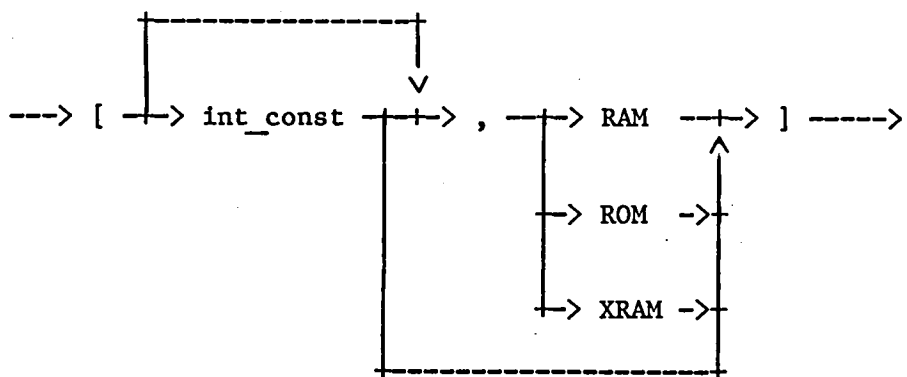 [ int_const , RAM ]
ROM
XRAM